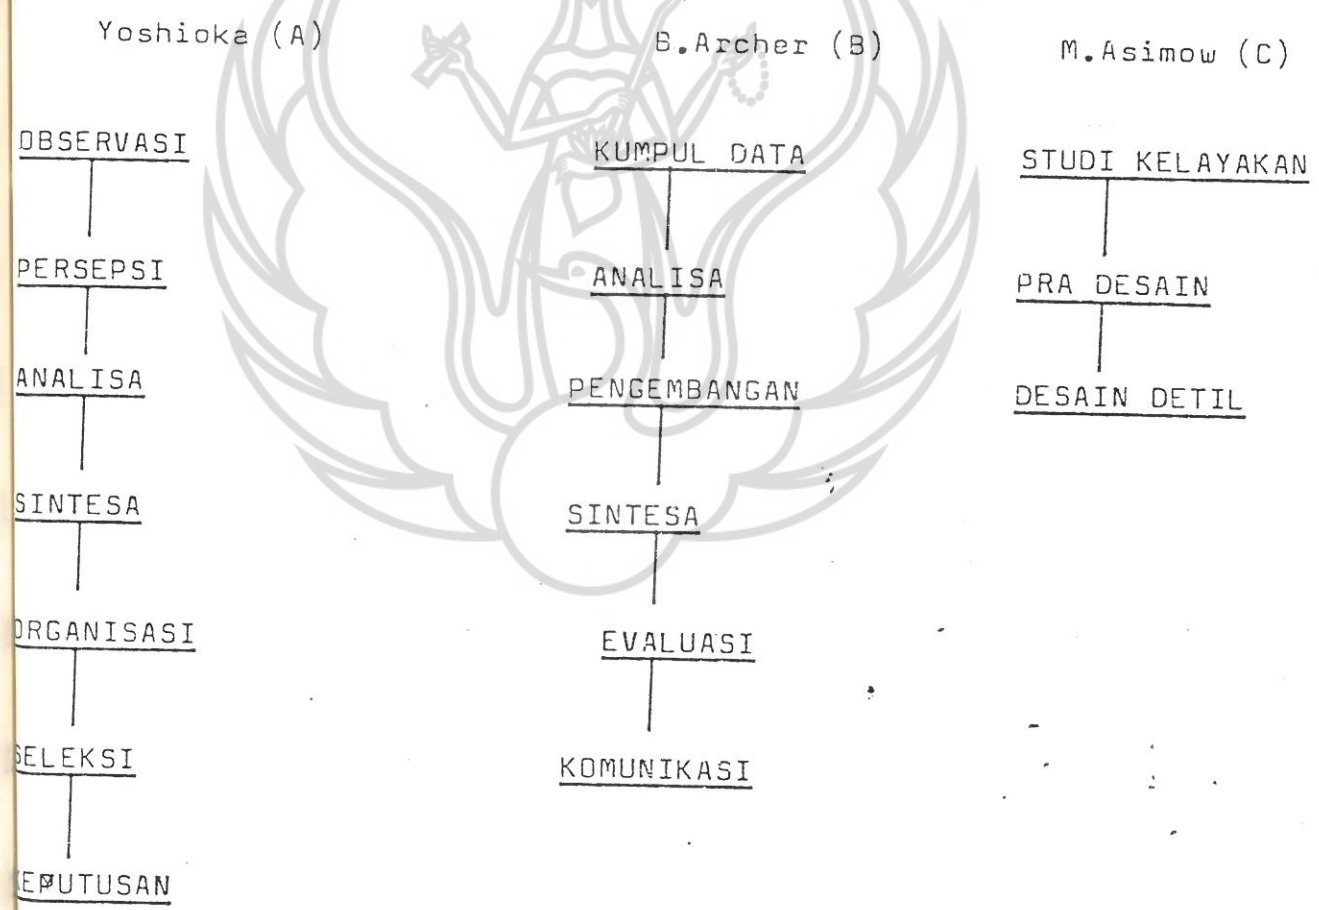 Yoshioka (A)
B.Archer (B)
M.Asimow (C)
OBSERVASI
PERSEPSI
ANALISA
SINTESA
ORGANISASI
SELEKSI
KEPUTUSAN
KUMPUL DATA
ANALISA
PENGEMBANGAN
SINTESA
EVALUASI
KOMUNIKASI
STUDI KELAYAKAN
PRA DESAIN
DESAIN DETIL